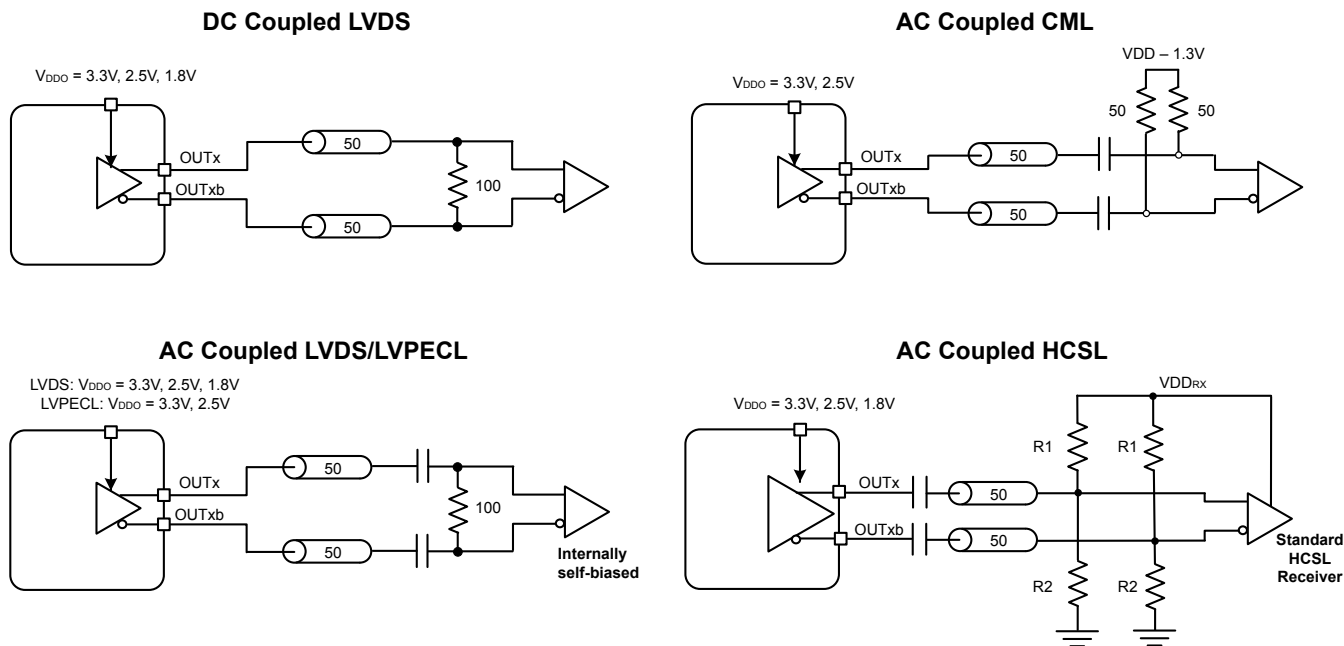 DC Coupled LVDS
VDDO = 3.3V, 2.5V, 1.8V
OUTx
OUTxb
50
50
100
AC Coupled CML
VDD – 1.3V
VDDO = 3.3V, 2.5V
50
50
OUTx
OUTxb
50
50
AC Coupled LVDS/LVPECL
LVDS: VDDO = 3.3V, 2.5V, 1.8V
LVPECL: VDDO = 3.3V, 2.5V
OUTx
OUTxb
50
50
100
Internally
self-biased
AC Coupled HCSL
VDDRX
VDDO = 3.3V, 2.5V, 1.8V
R1
R1
OUTx
OUTxb
50
50
R2
R2
Standard
HCSL
Receiver